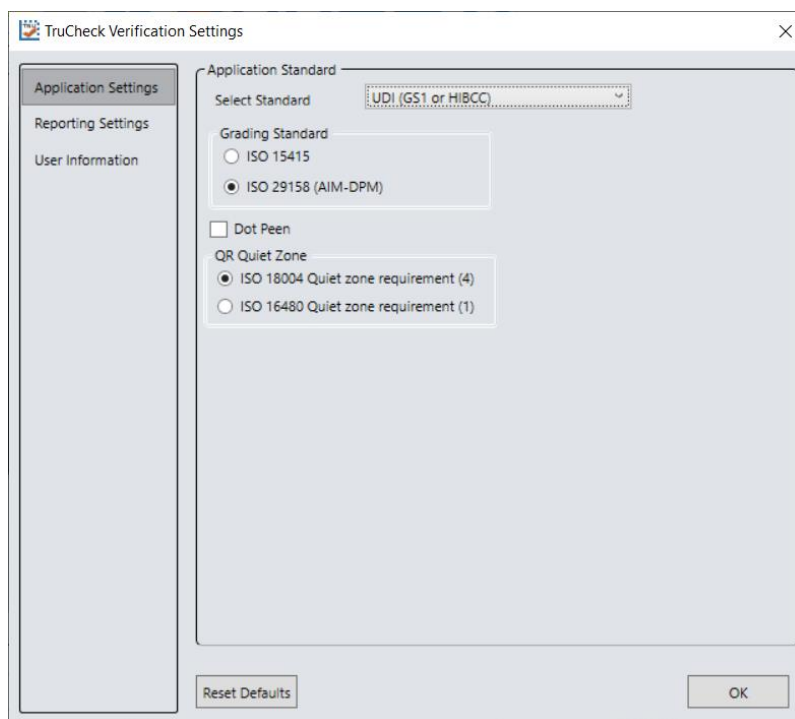 TruCheck Verification Settings
Application Settings
Reporting Settings
User Information
Application Standard
Select Standard UDI (GS1 or HIBCC)
Grading Standard
ISO 15415
ISO 29158 (AIM-DPM)
Dot Peen
QR Quiet Zone
ISO 18004 Quiet zone requirement (4)
ISO 16480 Quiet zone requirement (1)
Reset Defaults
OK